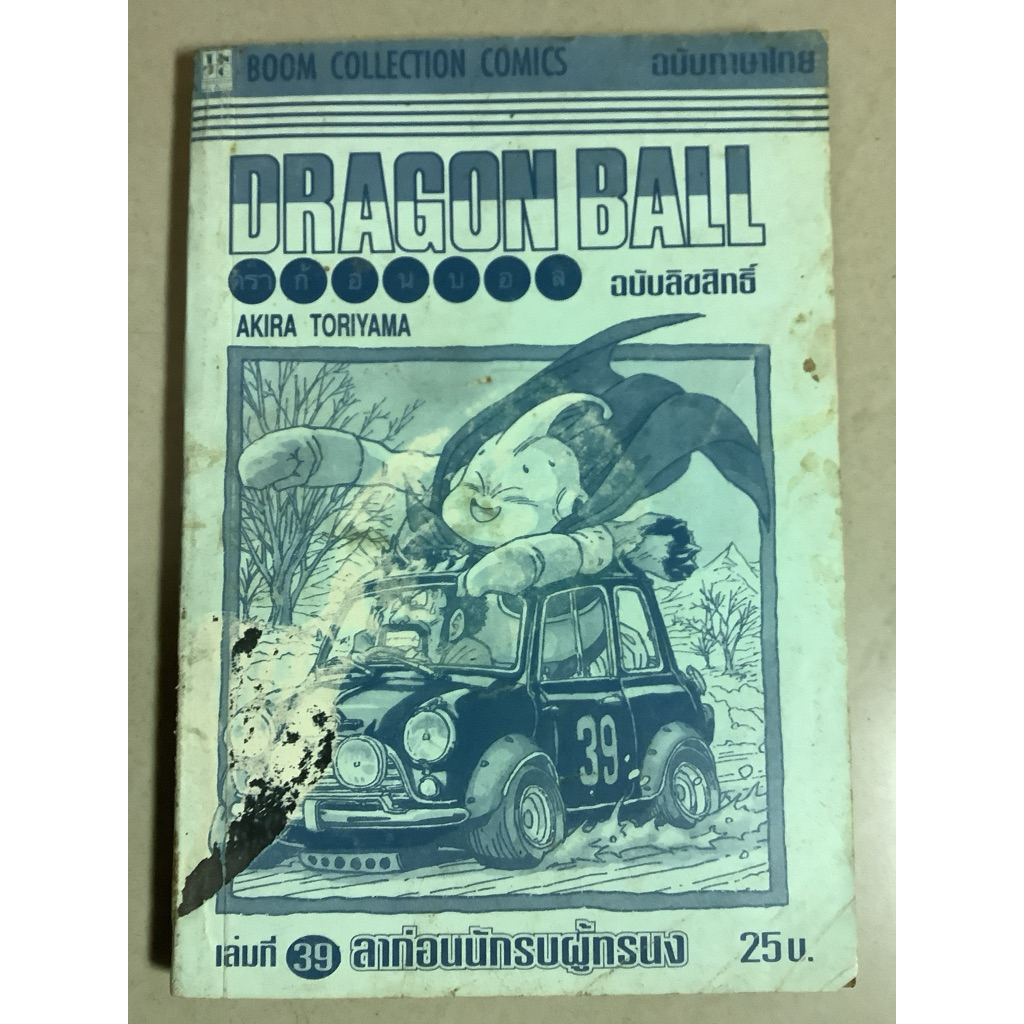 BOOM COLLECTION COMICS ฉบับภาษาไทย
DRAGON BALL
ดราก้อนบอล ฉบับลิขสิทธิ์
AKIRA TORIYAMA
39
เล่มที่ 39 ลาก่อนนักรบผู้ทรนง 25 บ.